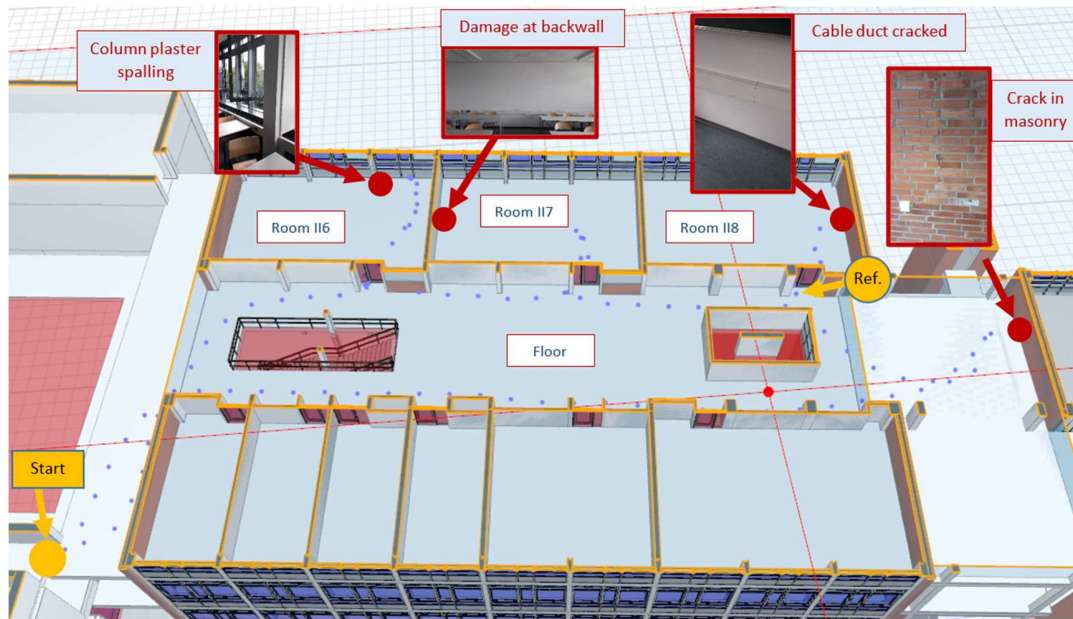 Column plaster
spalling
Damage at backwall
Cable duct cracked
Crack in
masonry
Room II6
Room II7
Room II8
Ref.
Floor
Start